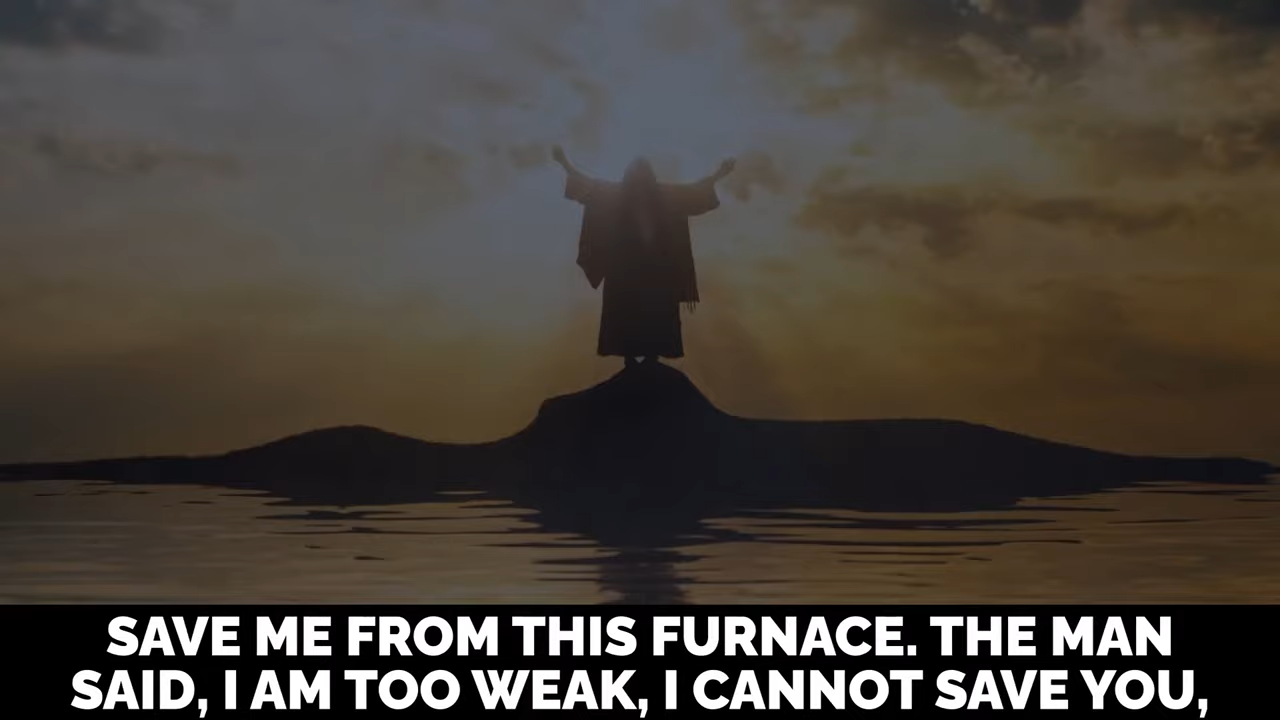 SAVE ME FROM THIS FURNACE. THE MAN
SAID, I AM TOO WEAK, I CANNOT SAVE YOU,